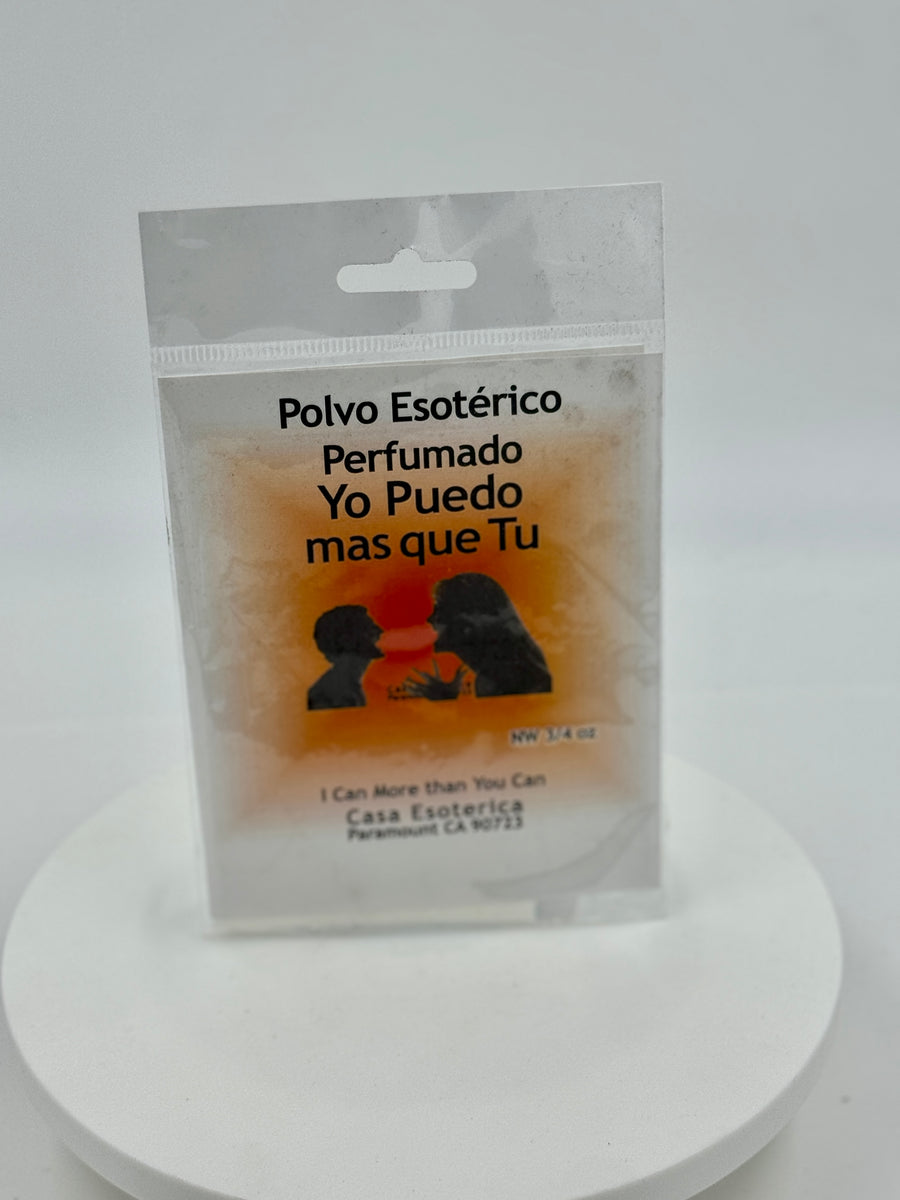 Polvo Esotérico
Perfumado
Yo Puedo
mas que Tu
NW 3/4 oz
I Can More than You Can
Casa Esoterica
Paramount CA 90723